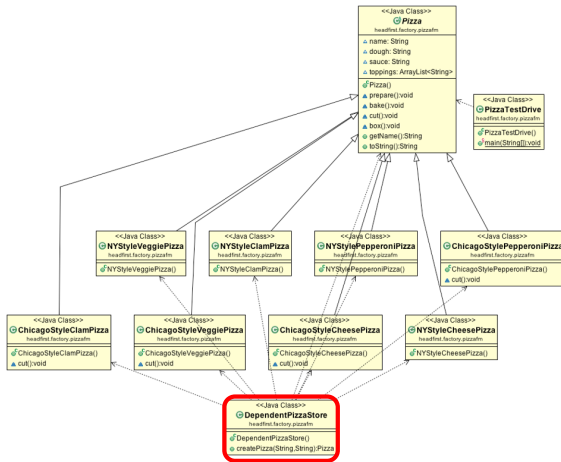 <<Java Class>>
Pizza
headfirst.factory.pizzafm
name: String
dough: String
sauce: String
toppings: ArrayList<String>
Pizza()
prepare():void
bake():void
cut():void
box():void
getName():String
toString():String
<<Java Class>>
PizzaTestDrive
headfirst.factory.pizzafm
PizzaTestDrive()
main(String[]):void
<<Java Class>>
NYStyleVeggiePizza
headfirst.factory.pizzafm
NYStyleVeggiePizza()
<<Java Class>>
NYStyleClamPizza
headfirst.factory.pizzafm
NYStyleClamPizza()
<<Java Class>>
NYStylePepperoniPizza
headfirst.factory.pizzafm
NYStylePepperoniPizza()
<<Java Class>>
ChicagoStylePepperoniPizza
headfirst.factory.pizzafm
ChicagoStylePepperoniPizza()
cut():void
<<Java Class>>
ChicagoStyleClamPizza
headfirst.factory.pizzafm
ChicagoStyleClamPizza()
cut():void
<<Java Class>>
ChicagoStyleVeggiePizza
headfirst.factory.pizzafm
ChicagoStyleVeggiePizza()
cut():void
<<Java Class>>
ChicagoStyleCheesePizza
headfirst.factory.pizzafm
ChicagoStyleCheesePizza()
cut():void
<<Java Class>>
NYStyleCheesePizza
headfirst.factory.pizzafm
NYStyleCheesePizza()
<<Java Class>>
DependentPizzaStore
headfirst.factory.pizzafm
DependentPizzaStore()
createPizza(String,String):Pizza